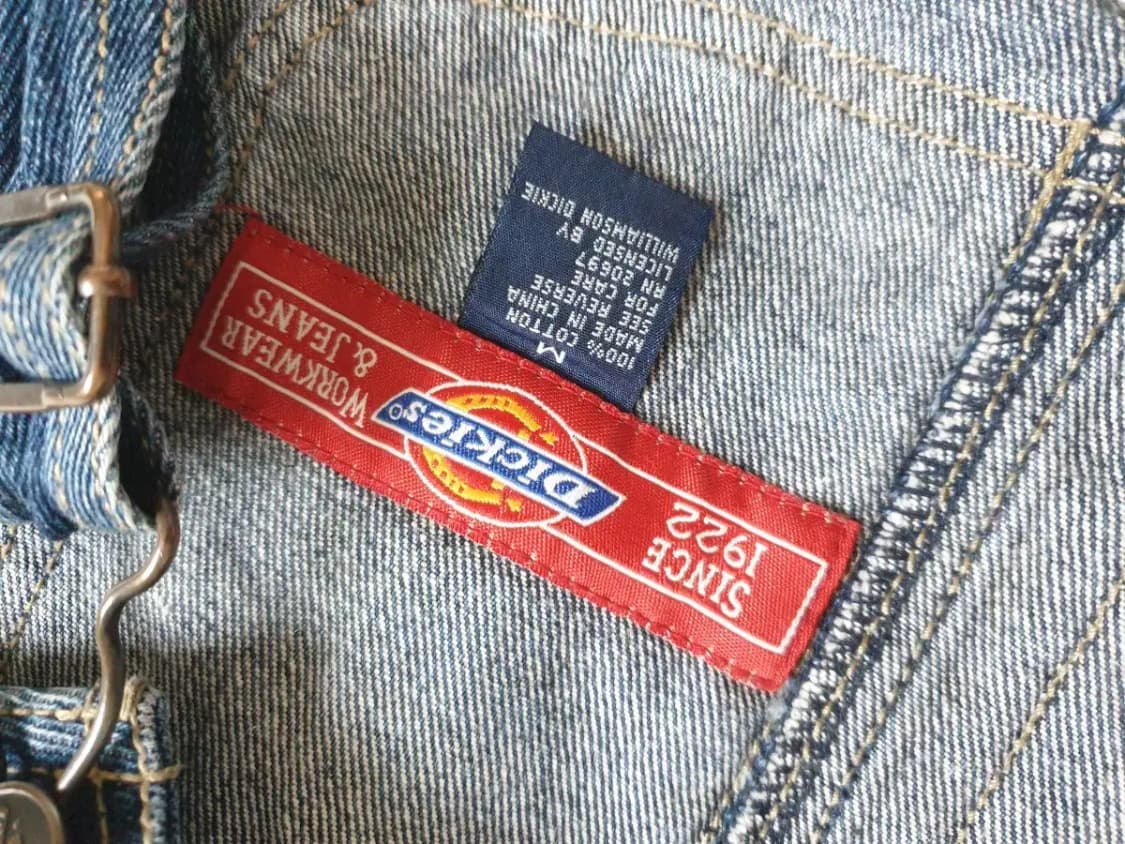 SINCE
1922
Dickies
WORKWEAR
& JEANS
M
100% COTTON
MADE IN CHINA
SEE REVERSE
FOR CARE
RN 20697
LICENSED BY
WILLIAMSON DICKIE